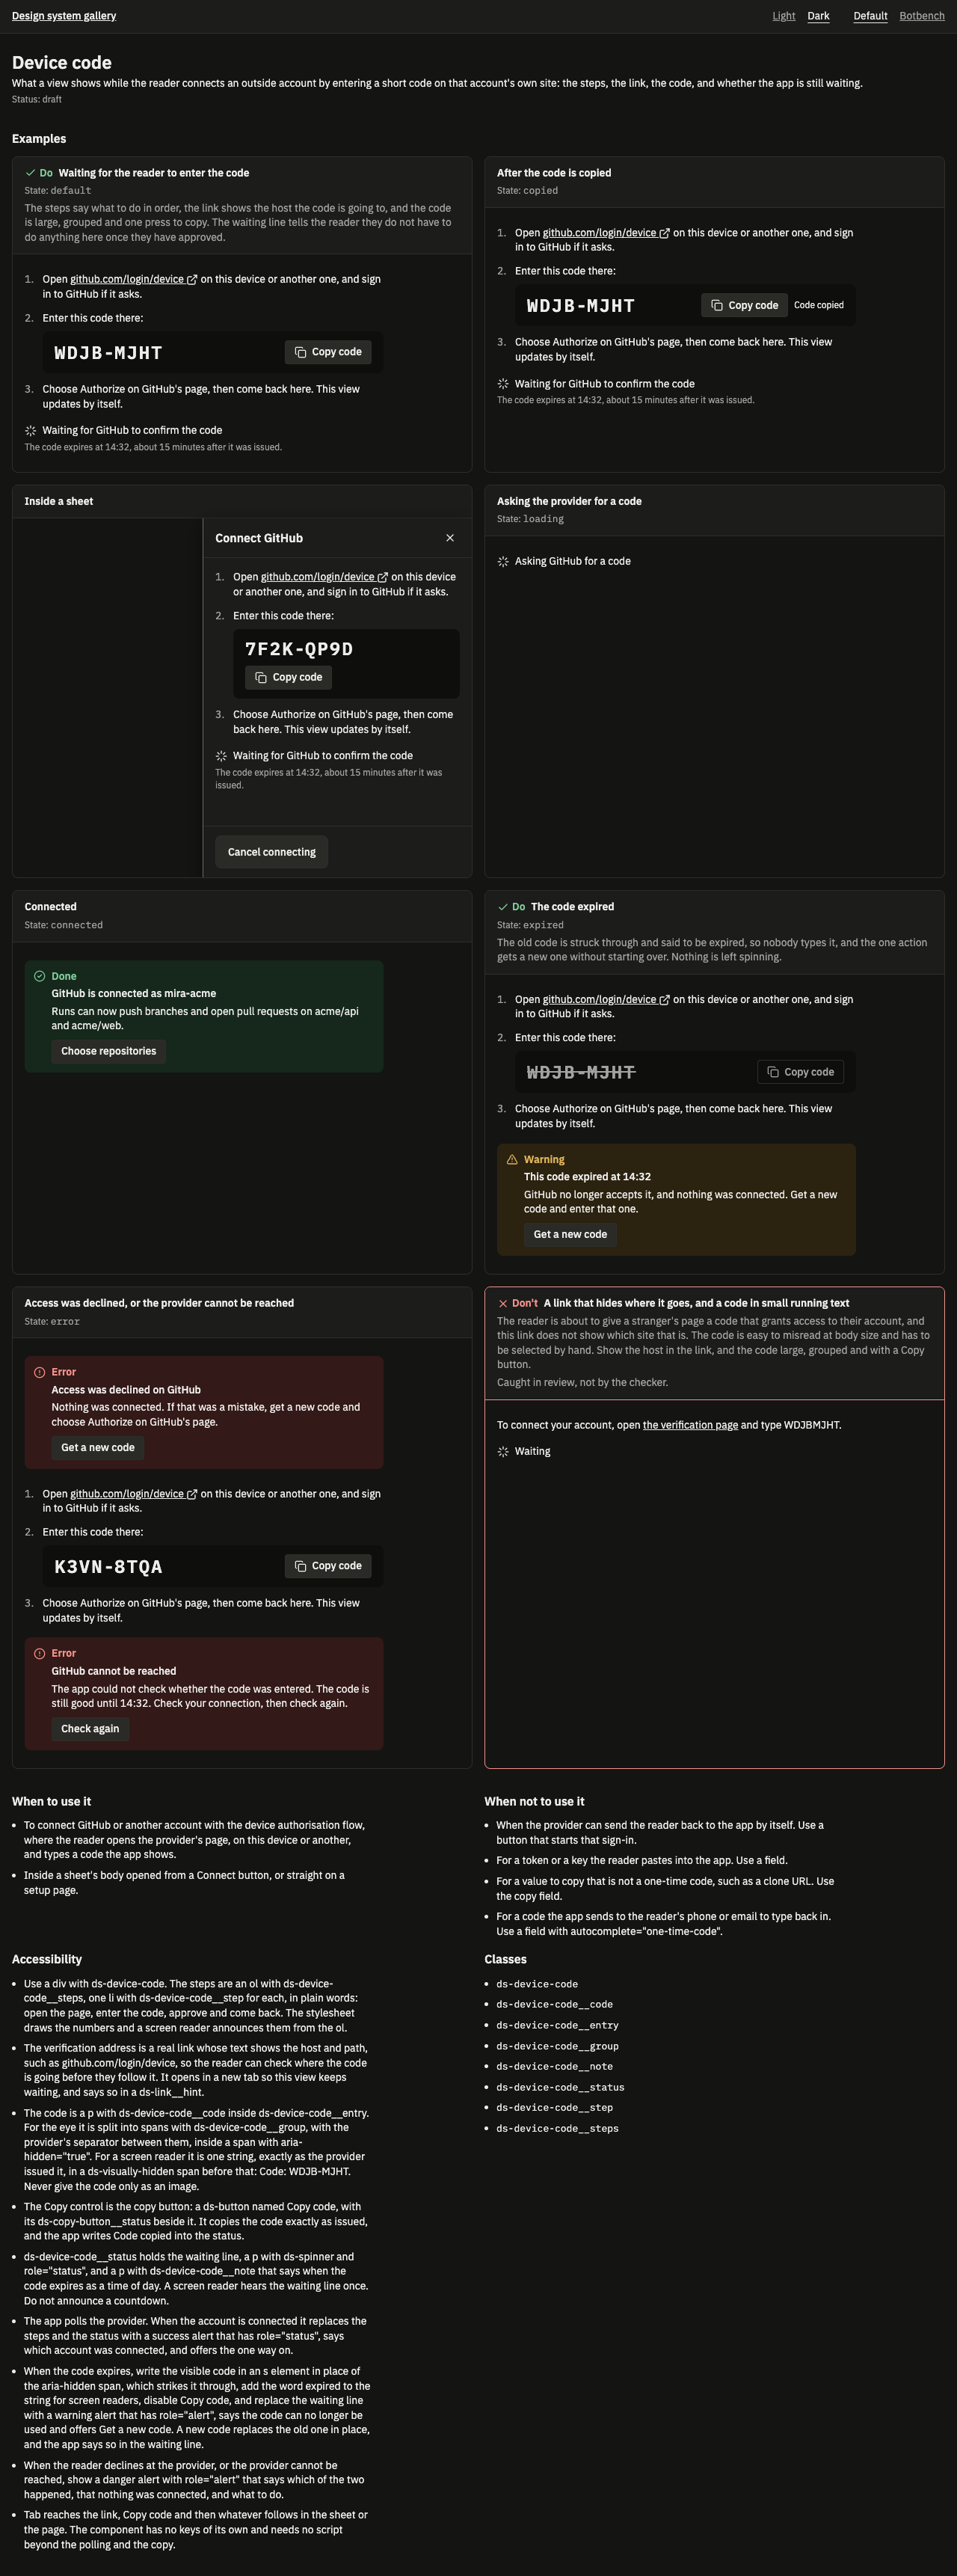 Design system gallery
Light Dark Default Botbench
Device code
What a view shows while the reader connects an outside account by entering a short code on that account's own site: the steps, the link, the code, and whether the app is still waiting.
Status: draft
Examples
Do Waiting for the reader to enter the code
State: default
The steps say what to do in order, the link shows the host the code is going to, and the code
is large, grouped and one press to copy. The waiting line tells the reader they do not have to
do anything here once they have approved.
1. Open github.com/login/device on this device or another one, and sign
in to GitHub if it asks.
2. Enter this code there:
WDJB-MJHT Copy code
3. Choose Authorize on GitHub's page, then come back here. This view
updates by itself.
Waiting for GitHub to confirm the code
The code expires at 14:32, about 15 minutes after it was issued.
After the code is copied
State: copied
1. Open github.com/login/device on this device or another one, and sign
in to GitHub if it asks.
2. Enter this code there:
WDJB-MJHT Copy code Code copied
3. Choose Authorize on GitHub's page, then come back here. This view
updates by itself.
Waiting for GitHub to confirm the code
The code expires at 14:32, about 15 minutes after it was issued.
Inside a sheet
Connect GitHub
1. Open github.com/login/device on this device
or another one, and sign in to GitHub if it asks.
2. Enter this code there:
7F2K-QP9D
Copy code
3. Choose Authorize on GitHub's page, then come
back here. This view updates by itself.
Waiting for GitHub to confirm the code
The code expires at 14:32, about 15 minutes after it was
issued.
Cancel connecting
Asking the provider for a code
State: loading
Asking GitHub for a code
Connected
State: connected
Done
GitHub is connected as mira-acme
Runs can now push branches and open pull requests on acme/api
and acme/web.
Choose repositories
Do The code expired
State: expired
The old code is struck through and said to be expired, so nobody types it, and the one action
gets a new one without starting over. Nothing is left spinning.
1. Open github.com/login/device on this device or another one, and sign
in to GitHub if it asks.
2. Enter this code there:
WDJB-MJHT Copy code
3. Choose Authorize on GitHub's page, then come back here. This view
updates by itself.
Warning
This code expired at 14:32
GitHub no longer accepts it, and nothing was connected. Get a new
code and enter that one.
Get a new code
Access was declined, or the provider cannot be reached
State: error
Error
Access was declined on GitHub
Nothing was connected. If that was a mistake, get a new code and
choose Authorize on GitHub's page.
Get a new code
1. Open github.com/login/device on this device or another one, and sign
in to GitHub if it asks.
2. Enter this code there:
K3VN-8TQA Copy code
3. Choose Authorize on GitHub's page, then come back here. This view
updates by itself.
Error
GitHub cannot be reached
The app could not check whether the code was entered. The code is
still good until 14:32. Check your connection, then check again.
Check again
Don't A link that hides where it goes, and a code in small running text
The reader is about to give a stranger's page a code that grants access to their account, and
this link does not show which site that is. The code is easy to misread at body size and has to
be selected by hand. Show the host in the link, and the code large, grouped and with a Copy
button.
Caught in review, not by the checker.
To connect your account, open the verification page and type WDJBMJHT.
Waiting
When to use it
• To connect GitHub or another account with the device authorisation flow,
where the reader opens the provider's page, on this device or another,
and types a code the app shows.
• Inside a sheet's body opened from a Connect button, or straight on a
setup page.
When not to use it
• When the provider can send the reader back to the app by itself. Use a
button that starts that sign-in.
• For a token or a key the reader pastes into the app. Use a field.
• For a value to copy that is not a one-time code, such as a clone URL. Use
the copy field.
• For a code the app sends to the reader's phone or email to type back in.
Use a field with autocomplete="one-time-code".
Accessibility
• Use a div with ds-device-code. The steps are an ol with ds-device-
code__steps, one li with ds-device-code__step for each, in plain words:
open the page, enter the code, approve and come back. The stylesheet
draws the numbers and a screen reader announces them from the ol.
• The verification address is a real link whose text shows the host and path,
such as github.com/login/device, so the reader can check where the code
is going before they follow it. It opens in a new tab so this view keeps
waiting, and says so in a ds-link__hint.
• The code is a p with ds-device-code__code inside ds-device-code__entry.
For the eye it is split into spans with ds-device-code__group, with the
provider's separator between them, inside a span with aria-
hidden="true". For a screen reader it is one string, exactly as the provider
issued it, in a ds-visually-hidden span before that: Code: WDJB-MJHT.
Never give the code only as an image.
• The Copy control is the copy button: a ds-button named Copy code, with
its ds-copy-button__status beside it. It copies the code exactly as issued,
and the app writes Code copied into the status.
• ds-device-code__status holds the waiting line, a p with ds-spinner and
role="status", and a p with ds-device-code__note that says when the
code expires as a time of day. A screen reader hears the waiting line once.
Do not announce a countdown.
• The app polls the provider. When the account is connected it replaces the
steps and the status with a success alert that has role="status", says
which account was connected, and offers the one way on.
• When the code expires, write the visible code in an s element in place of
the aria-hidden span, which strikes it through, add the word expired to the
string for screen readers, disable Copy code, and replace the waiting line
with a warning alert that has role="alert", says the code can no longer be
used and offers Get a new code. A new code replaces the old one in place,
and the app says so in the waiting line.
• When the reader declines at the provider, or the provider cannot be
reached, show a danger alert with role="alert" that says which of the two
happened, that nothing was connected, and what to do.
• Tab reaches the link, Copy code and then whatever follows in the sheet or
the page. The component has no keys of its own and needs no script
beyond the polling and the copy.
Classes
• ds-device-code
• ds-device-code__code
• ds-device-code__entry
• ds-device-code__group
• ds-device-code__note
• ds-device-code__status
• ds-device-code__step
• ds-device-code__steps